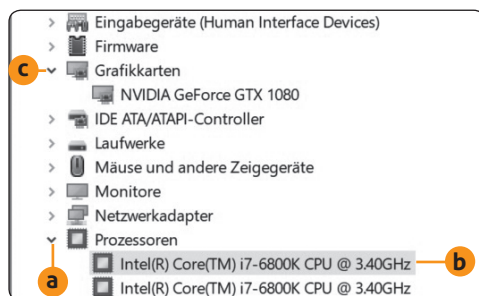 Eingabegeräte (Human Interface Devices)
Firmware
c Grafikkarten
NVIDIA GeForce GTX 1080
IDE ATA/ATAPI-Controller
Laufwerke
Mäuse und andere Zeigegeräte
Monitore
Netzwerkadapter
Prozessoren
Intel(R) Core(TM) i7-6800K CPU @ 3.40GHz b
a Intel(R) Core(TM) i7-6800K CPU @ 3.40GHz